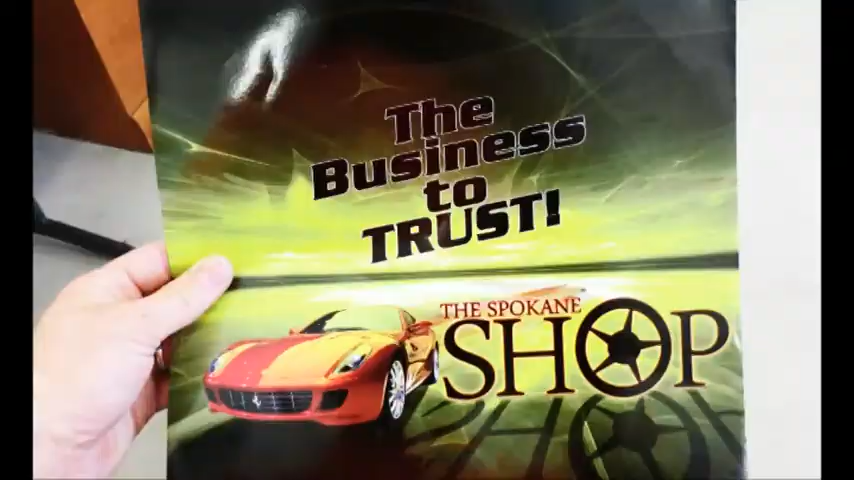 The
Business
to
TRUST!
THE SPOKANE
SHOP